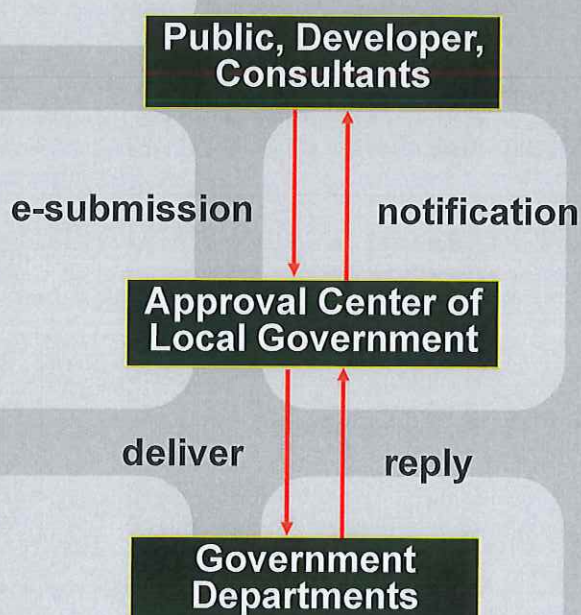 Public, Developer,
Consultants
e-submission
notification
Approval Center of
Local Government
deliver
reply
Government
Departments